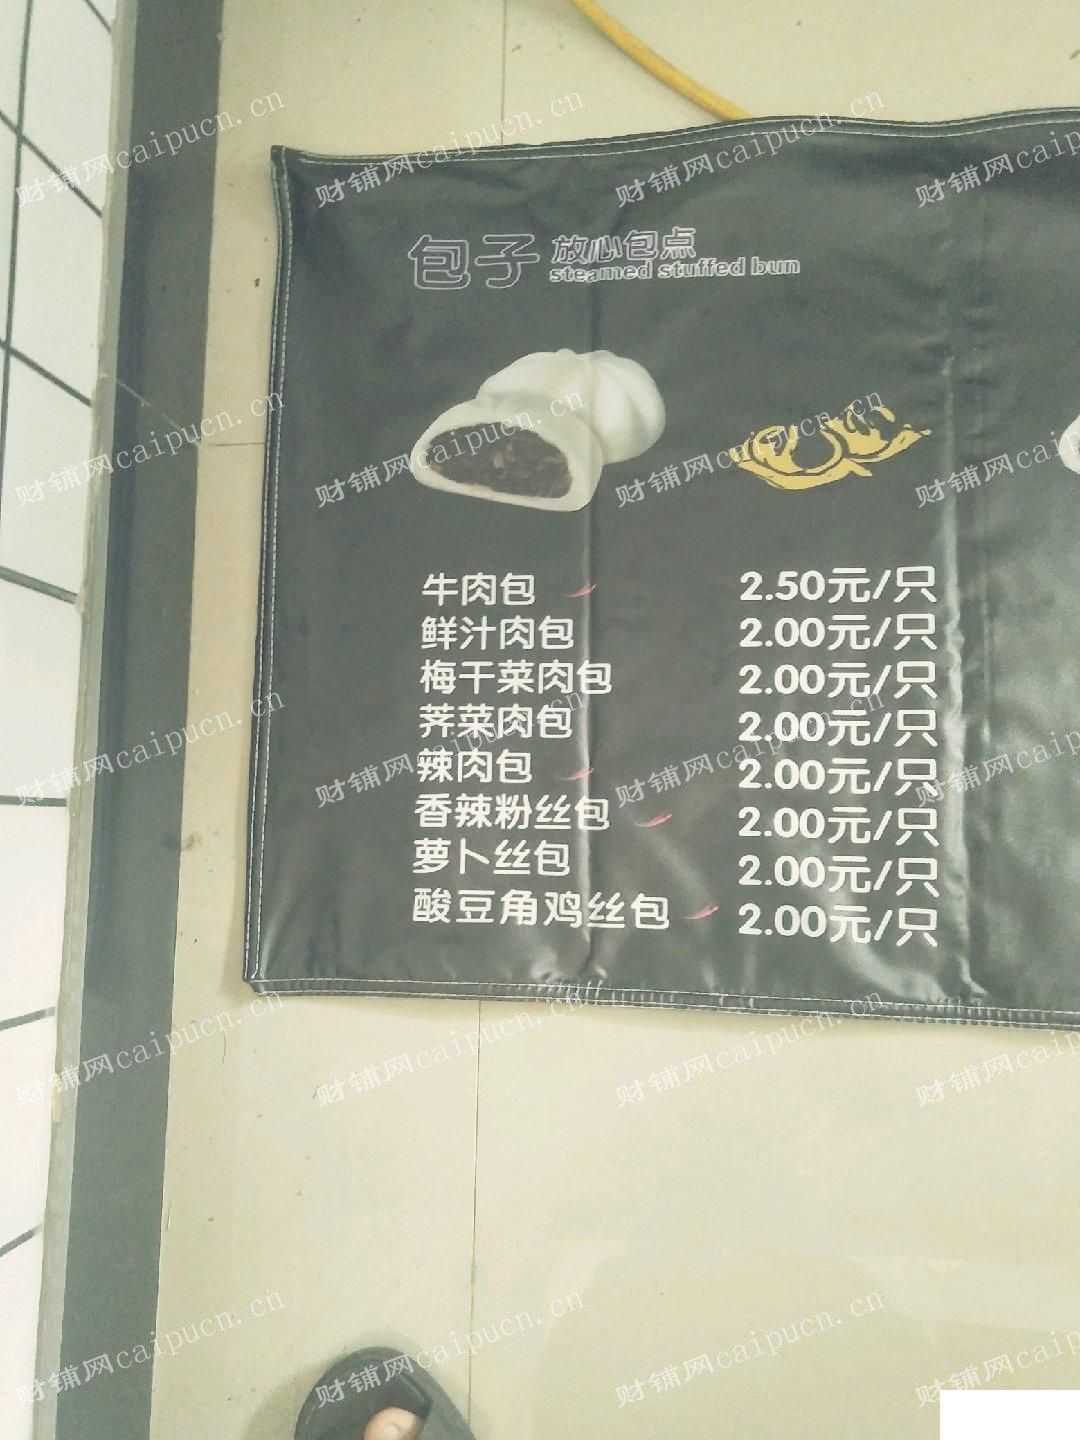 包子 放心包点
steamed stuffed bun
牛肉包 2.50元/只
鲜汁肉包 2.00元/只
梅干菜肉包 2.00元/只
荠菜肉包 2.00元/只
辣肉包 2.00元/只
香辣粉丝包 2.00元/只
萝卜丝包 2.00元/只
酸豆角鸡丝包 2.00元/只
财铺网caipucn.cn